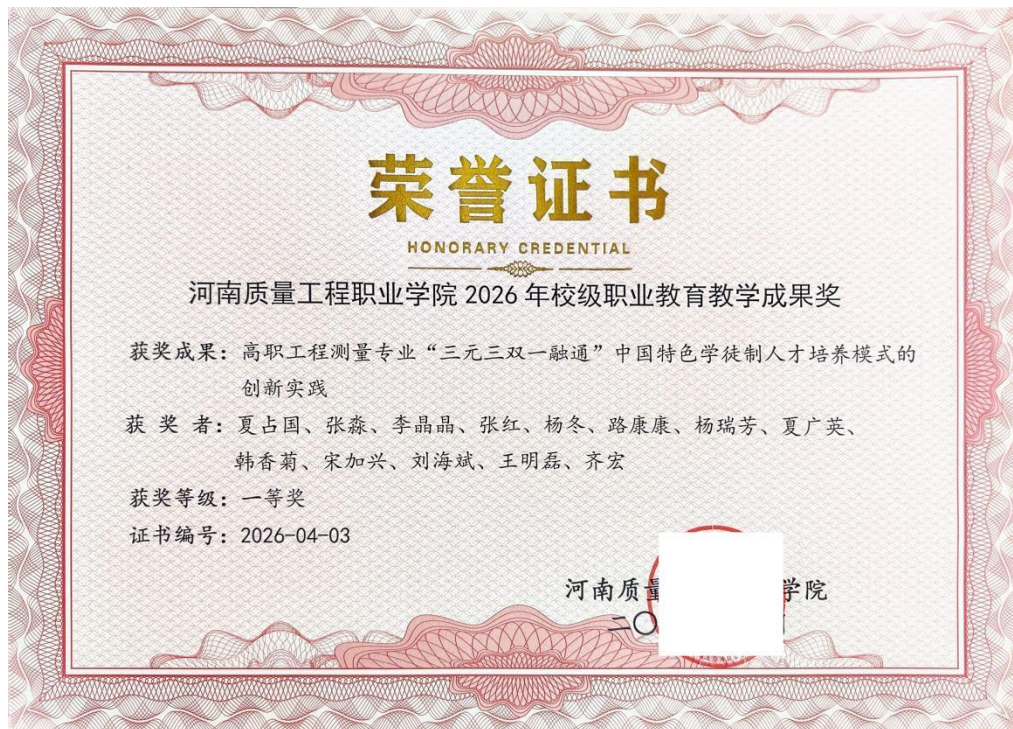 荣誉证书
HONORARY CREDENTIAL
河南质量工程职业学院 2026 年校级职业教育教学成果奖
获奖成果：高职工程测量专业“三元三双一融通”中国特色学徒制人才培养模式的
创新实践
获 奖 者：夏占国、张淼、李晶晶、张红、杨冬、路康康、杨瑞芳、夏广英、
韩香菊、宋加兴、刘海斌、王明磊、齐宏
获奖等级：一等奖
证书编号：2026-04-03
河南质量 学院
二〇